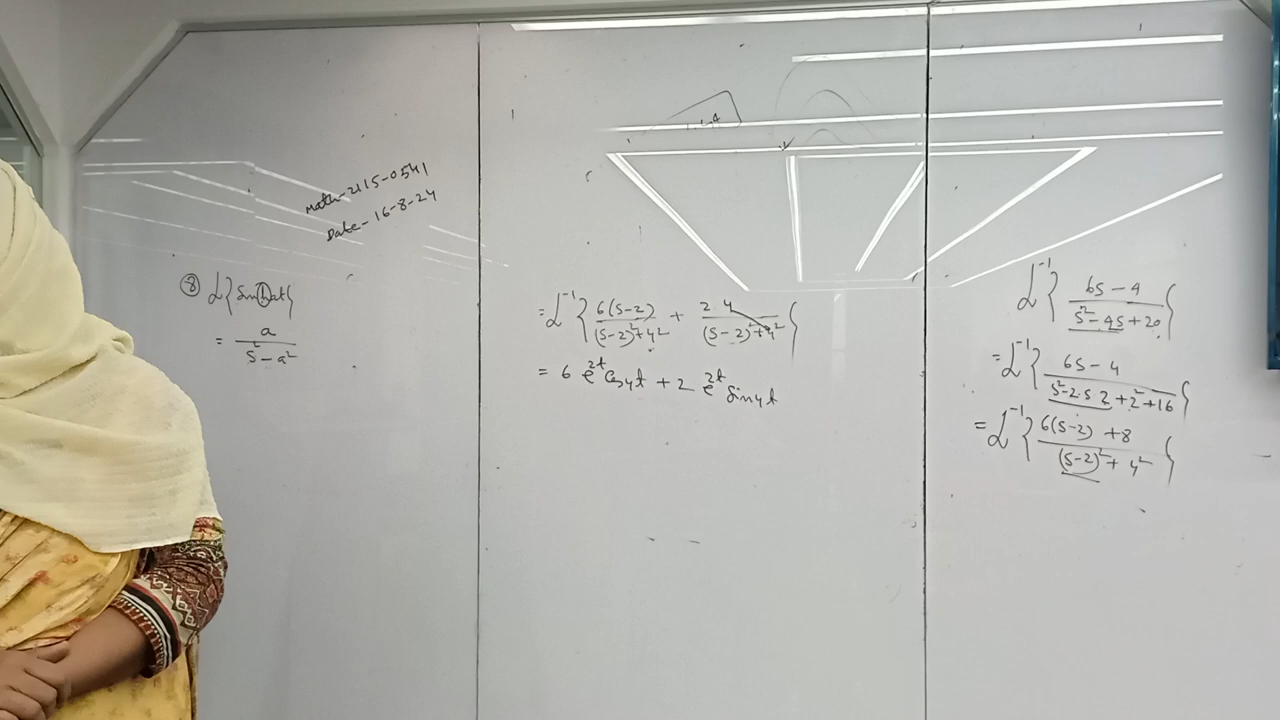 Math-2115-0541
Date-16-8-24
⑧ L{Sinhat}
= a/(s²-a²)
L⁻¹{(6s-4)/(s²-4s+20)}
=L⁻¹{(6s-4)/(s²-2.s 2+2²+16)}
=L⁻¹{(6(s-2)+8)/((s-2)²+4²)}
=L⁻¹{6(s-2)/((s-2)²+4²) + 2.4/((s-2)²+4²)}
= 6 e²ᵗ Cos4t + 2 e²ᵗ Sin4t